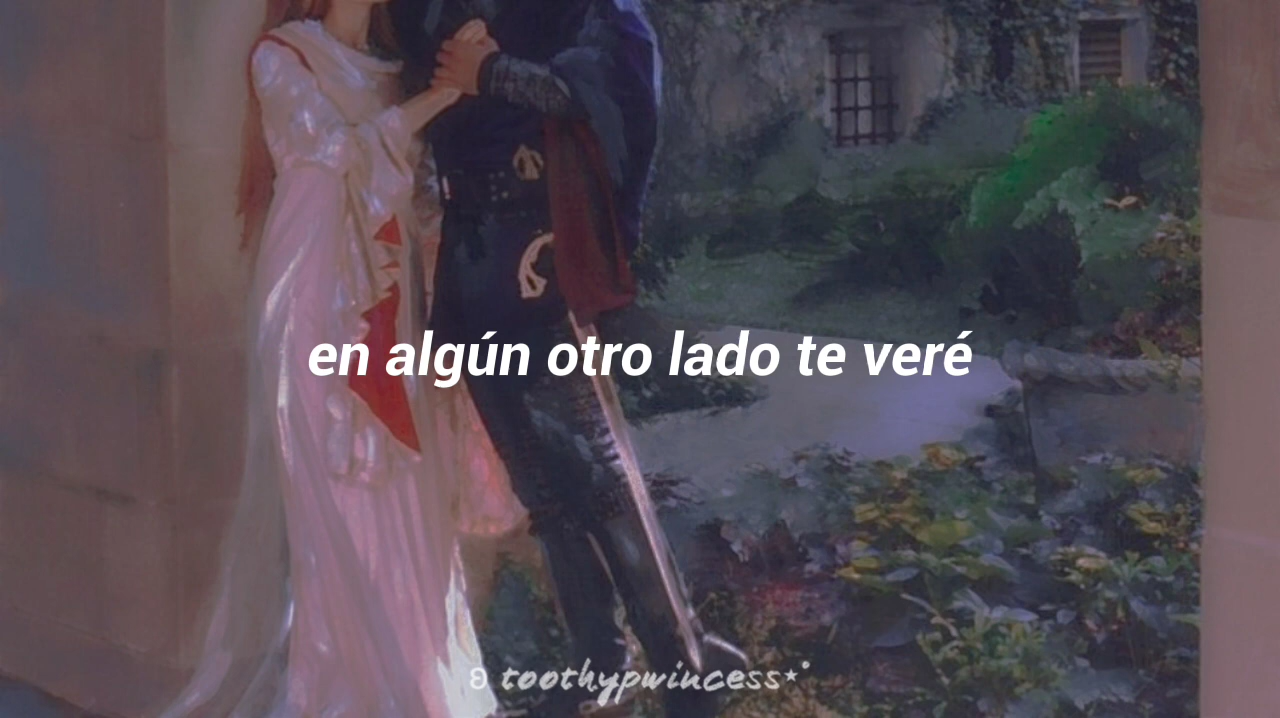 en algún otro lado te veré
ʚ toothypwincess⋆˚